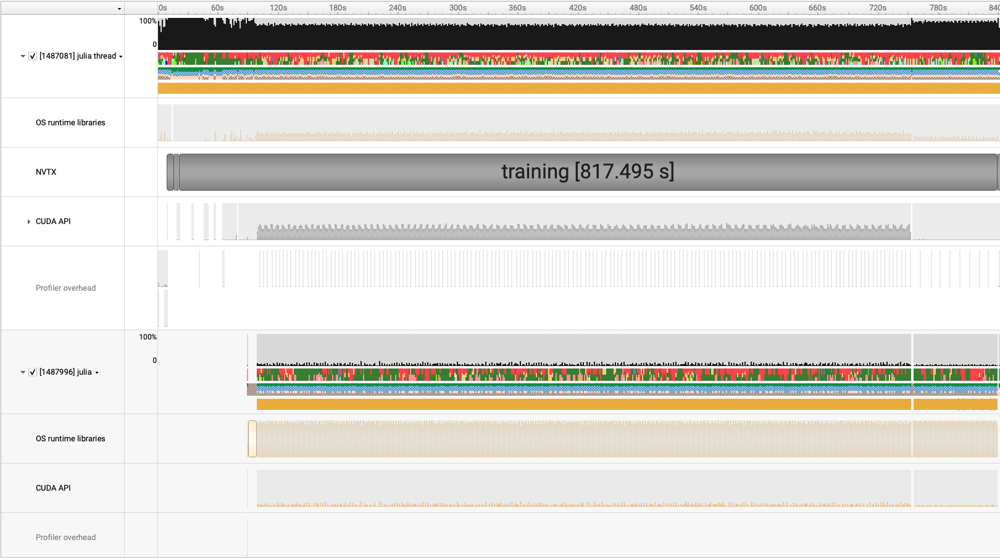 0s 60s 120s 180s 240s 300s 360s 420s 480s 540s 600s 660s 720s 780s 840
100%
0
[1487081] julia thread
OS runtime libraries
NVTX
training [817.495 s]
CUDA API
Profiler overhead
100%
0
[1487996] julia
OS runtime libraries
CUDA API
Profiler overhead